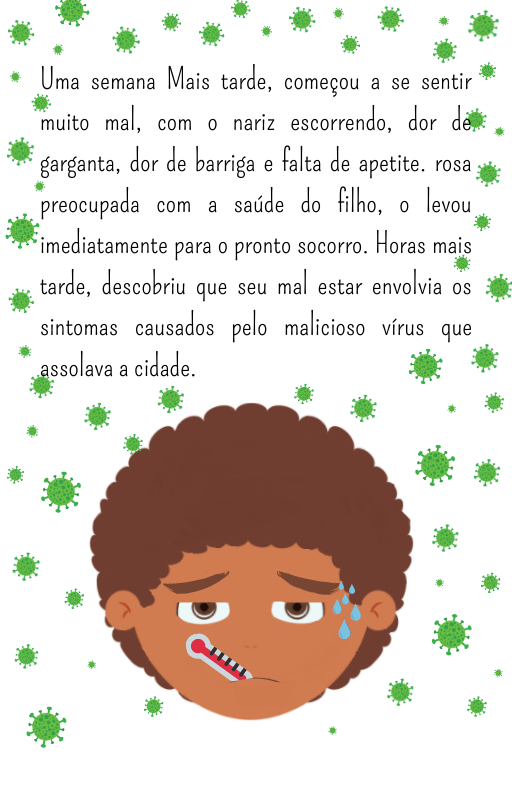 Uma semana Mais tarde, começou a se sentir
muito mal, com o nariz escorrendo, dor de
garganta, dor de barriga e falta de apetite. rosa
preocupada com a saúde do filho, o levou
imediatamente para o pronto socorro. Horas mais
tarde, descobriu que seu mal estar envolvia os
sintomas causados pelo malicioso vírus que
assolava a cidade.